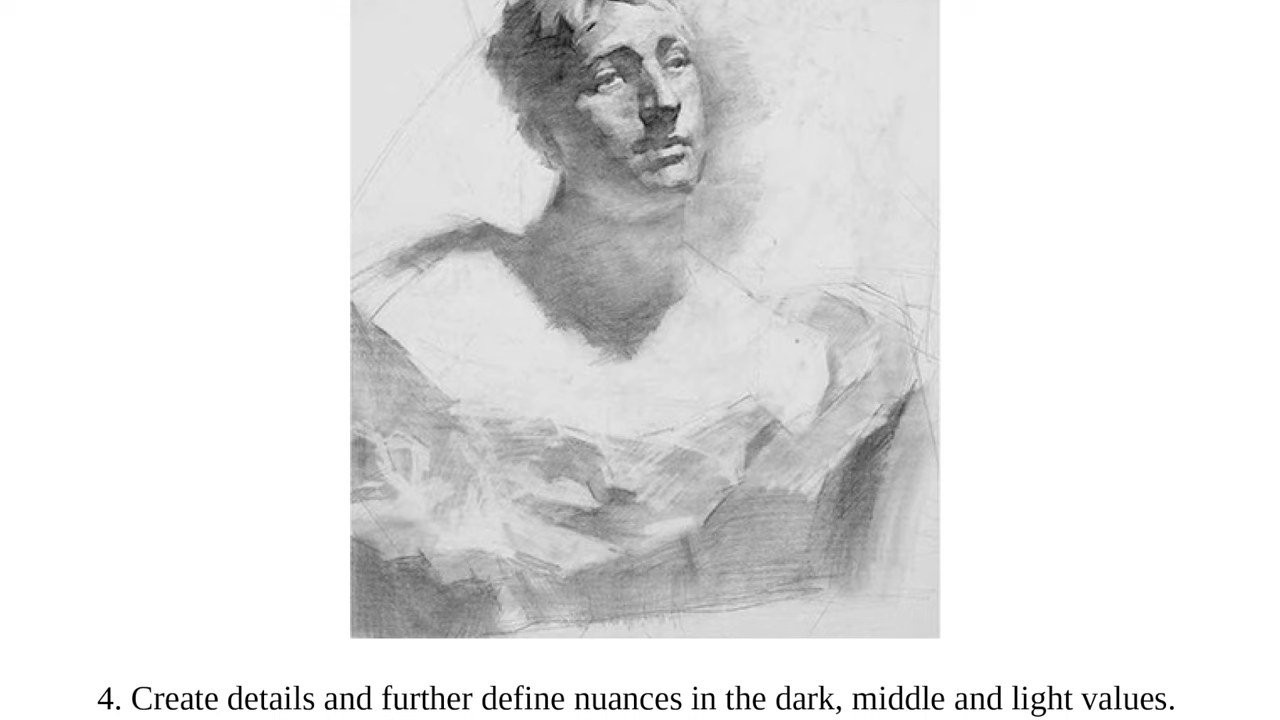 4. Create details and further define nuances in the dark, middle and light values.